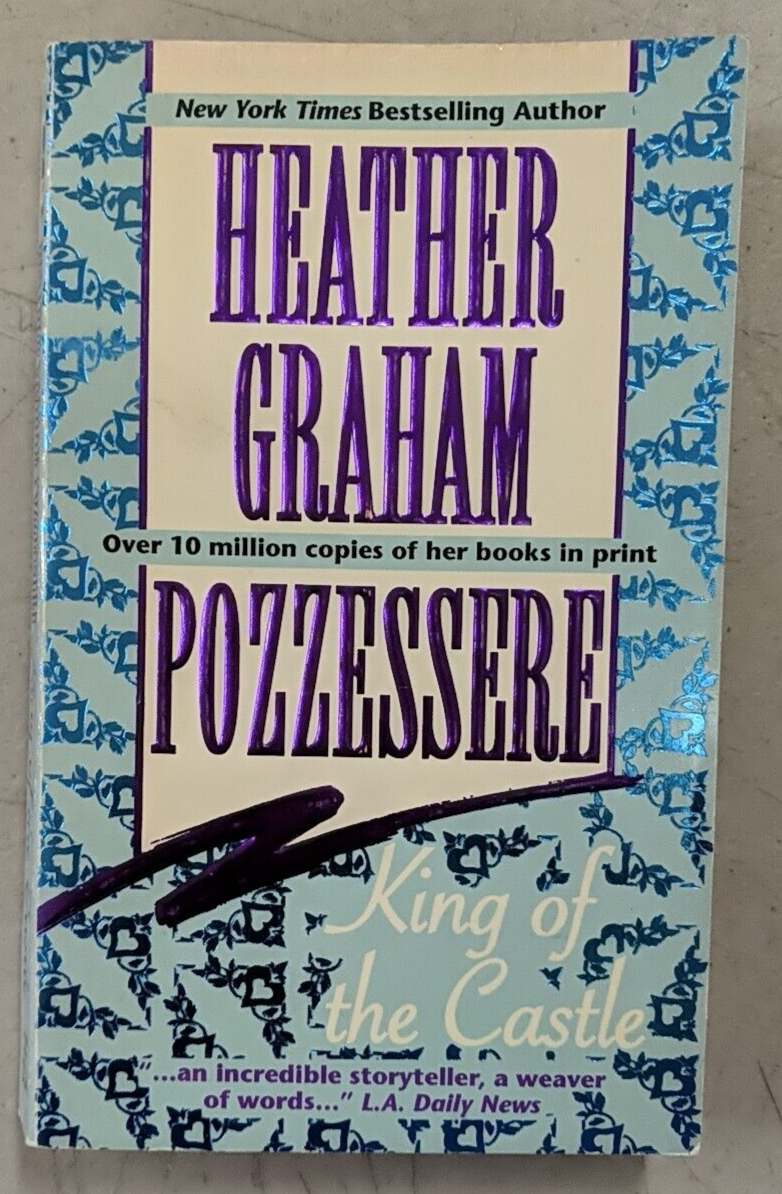 New York Times Bestselling Author
HEATHER
GRAHAM
Over 10 million copies of her books in print
POZZESSERE
King of
the Castle
"...an incredible storyteller, a weaver
of words..." L.A. Daily News